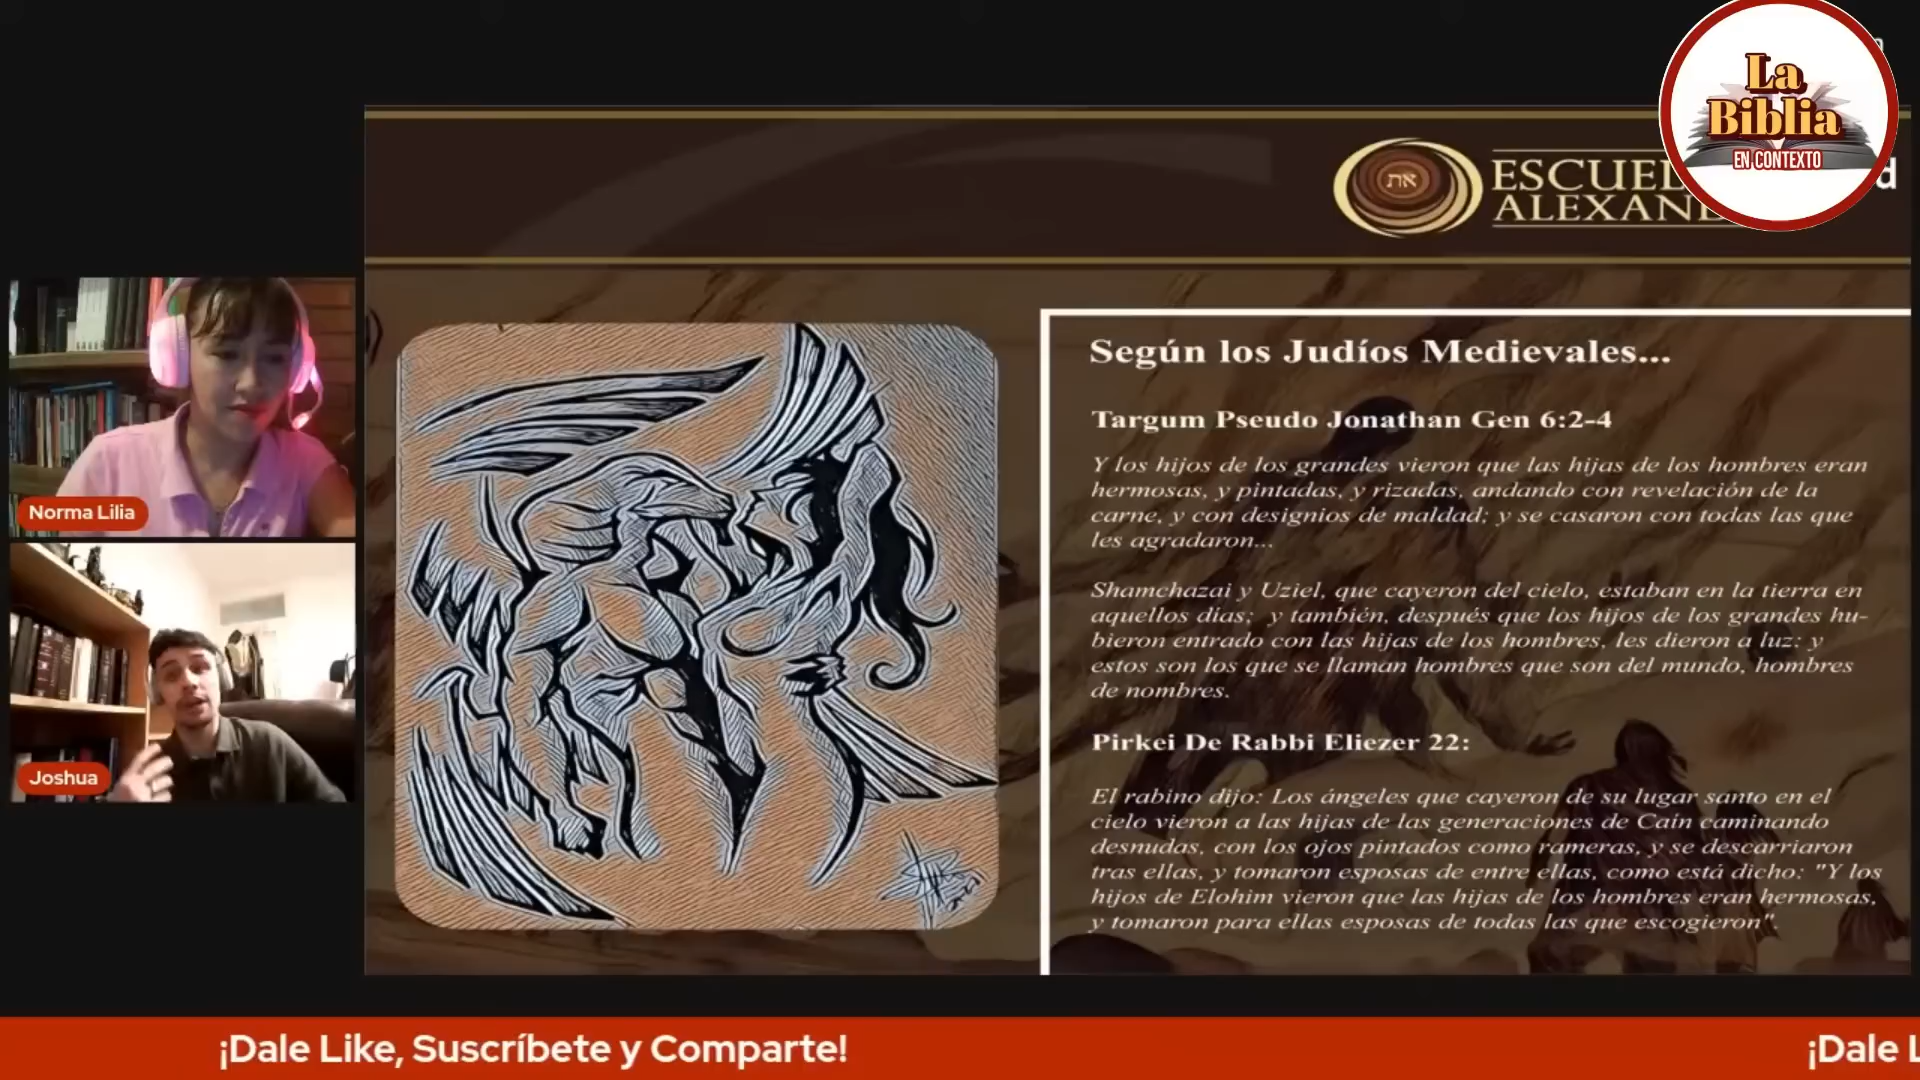 La
Biblia
EN CONTEXTO
את
ESCUEL
ALEXAN
d
Según los Judíos Medievales...
Targum Pseudo Jonathan Gen 6:2-4
Y los hijos de los grandes vieron que las hijas de los hombres eran
hermosas, y pintadas, y rizadas, andando con revelación de la
carne, y con designios de maldad; y se casaron con todas las que
les agradaron...
Shamchazai y Uziel, que cayeron del cielo, estaban en la tierra en
aquellos días; y también, después que los hijos de los grandes hu-
bieron entrado con las hijas de los hombres, les dieron a luz: y
estos son los que se llaman hombres que son del mundo, hombres
de nombres.
Pirkei De Rabbi Eliezer 22:
El rabino dijo: Los ángeles que cayeron de su lugar santo en el
cielo vieron a las hijas de las generaciones de Caín caminando
desnudas, con los ojos pintados como rameras, y se descarriaron
tras ellas, y tomaron esposas de entre ellas, como está dicho: "Y los
hijos de Elohim vieron que las hijas de los hombres eran hermosas,
y tomaron para ellas esposas de todas las que escogieron".
Norma Lilia
Joshua
¡Dale Like, Suscríbete y Comparte!
¡Dale L